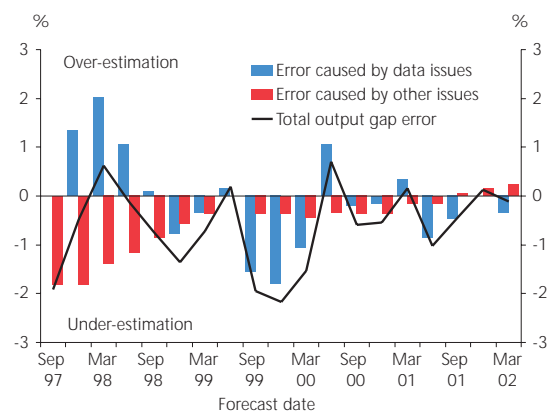 %
%
3
3
Over-estimation
Error caused by data issues
Error caused by other issues
Total output gap error
2
2
1
1
0
0
-1
-1
-2
-2
Under-estimation
-3
-3
Sep Mar Sep Mar Sep Mar Sep Mar Sep Mar
97 98 98 99 99 00 00 01 01 02
Forecast date